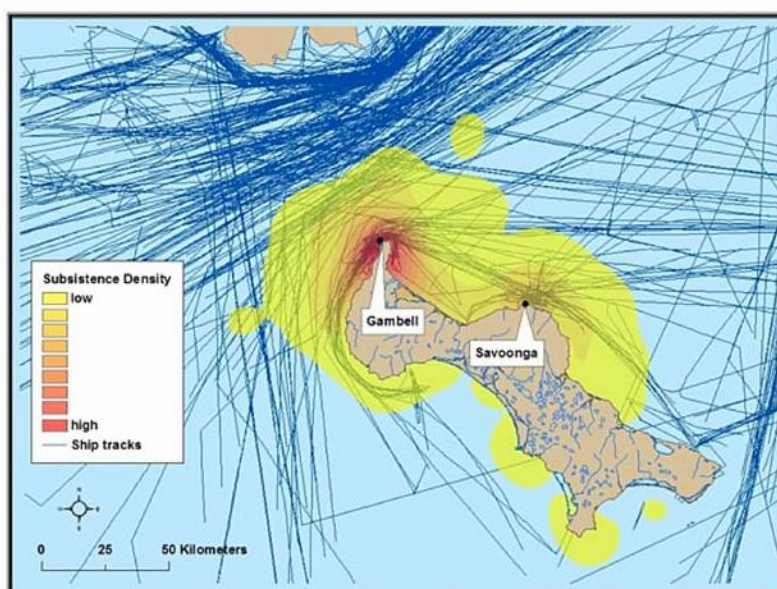 Gambell
Savoonga
Subsistence Density
low
high
Ship tracks
0 25 50 Kilometers